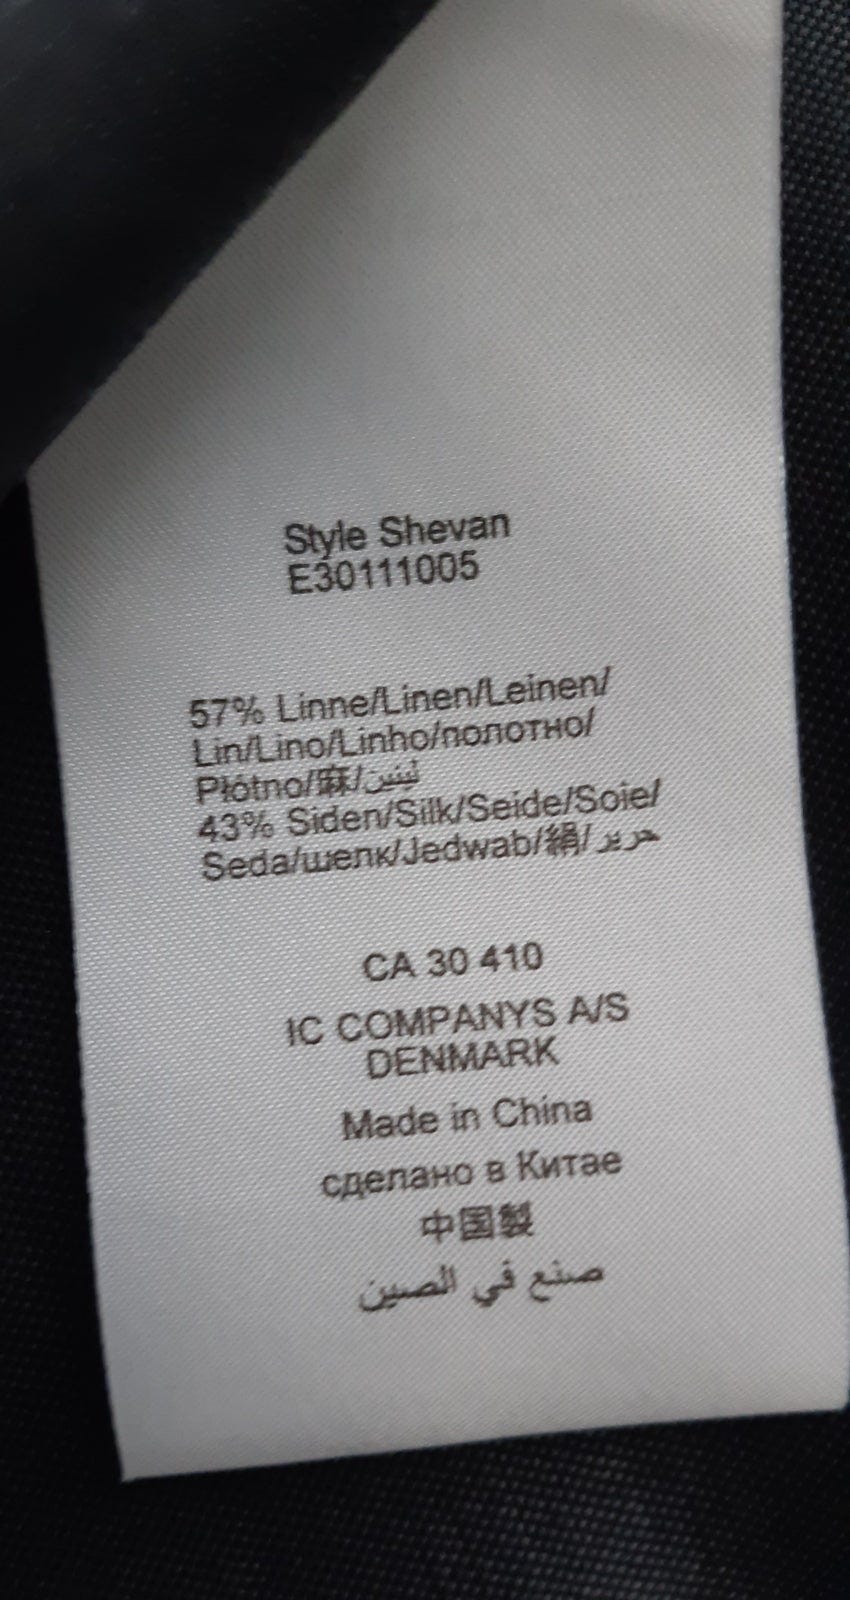 Style Shevan
E30111005
57% Linne/Linen/Leinen/
Lin/Lino/Linho/полотно/
Płótno/麻/لينين
43% Siden/Silk/Seide/Soie/
Seda/шелк/Jedwab/絹/حرير
CA 30 410
IC COMPANYS A/S
DENMARK
Made in China
сделано в Китае
中国製
صنع في الصين